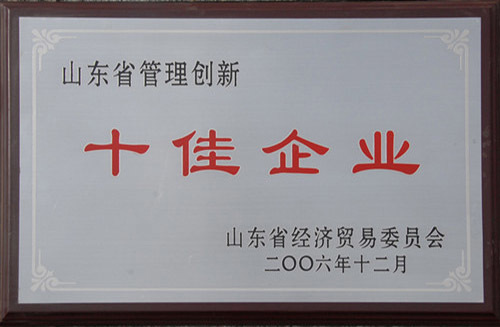 山东省管理创新
十佳企业
山东省经济贸易委员会
二〇〇六年十二月